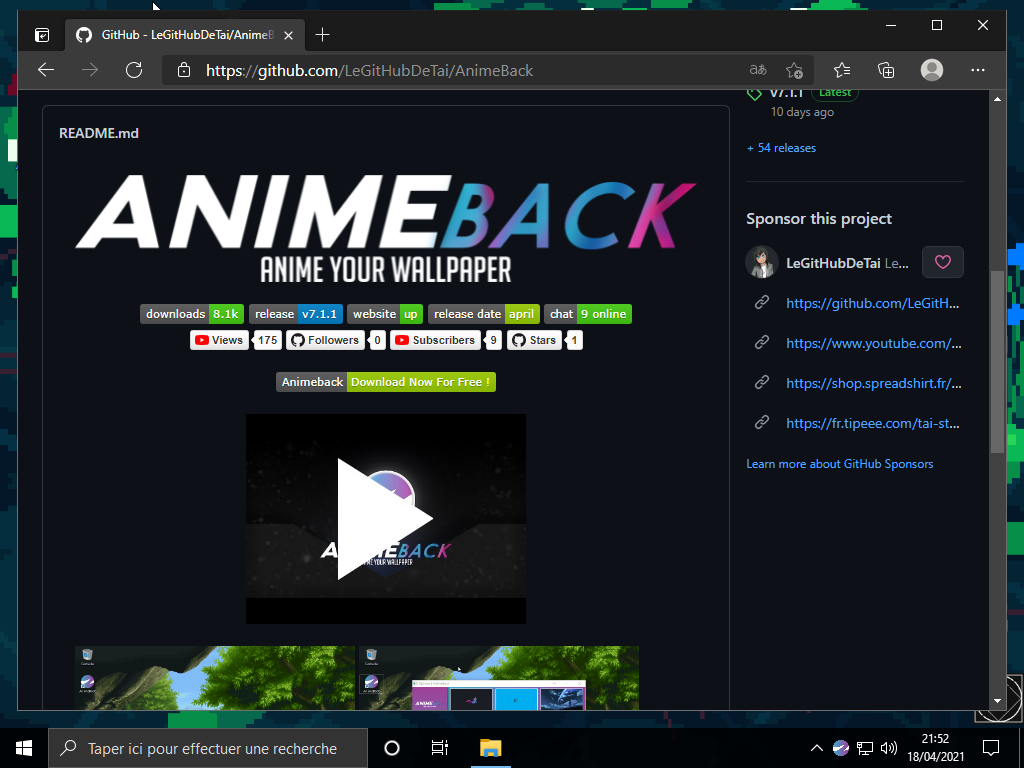 GitHub - LeGitHubDeTai/AnimeB
https://github.com/LeGitHubDeTai/AnimeBack
v7.1.1 Latest
10 days ago
+ 54 releases
README.md
ANIMEBACK
ANIME YOUR WALLPAPER
downloads 8.1k release v7.1.1 website up release date april chat 9 online
Views 175 Followers 0 Subscribers 9 Stars 1
Animeback Download Now For Free !
ANIMEBACK
ANIME YOUR WALLPAPER
Sponsor this project
LeGitHubDeTai Le...
https://github.com/LeGitH...
https://www.youtube.com/...
https://shop.spreadshirt.fr/...
https://fr.tipeee.com/tai-st...
Learn more about GitHub Sponsors
Taper ici pour effectuer une recherche
21:52
18/04/2021